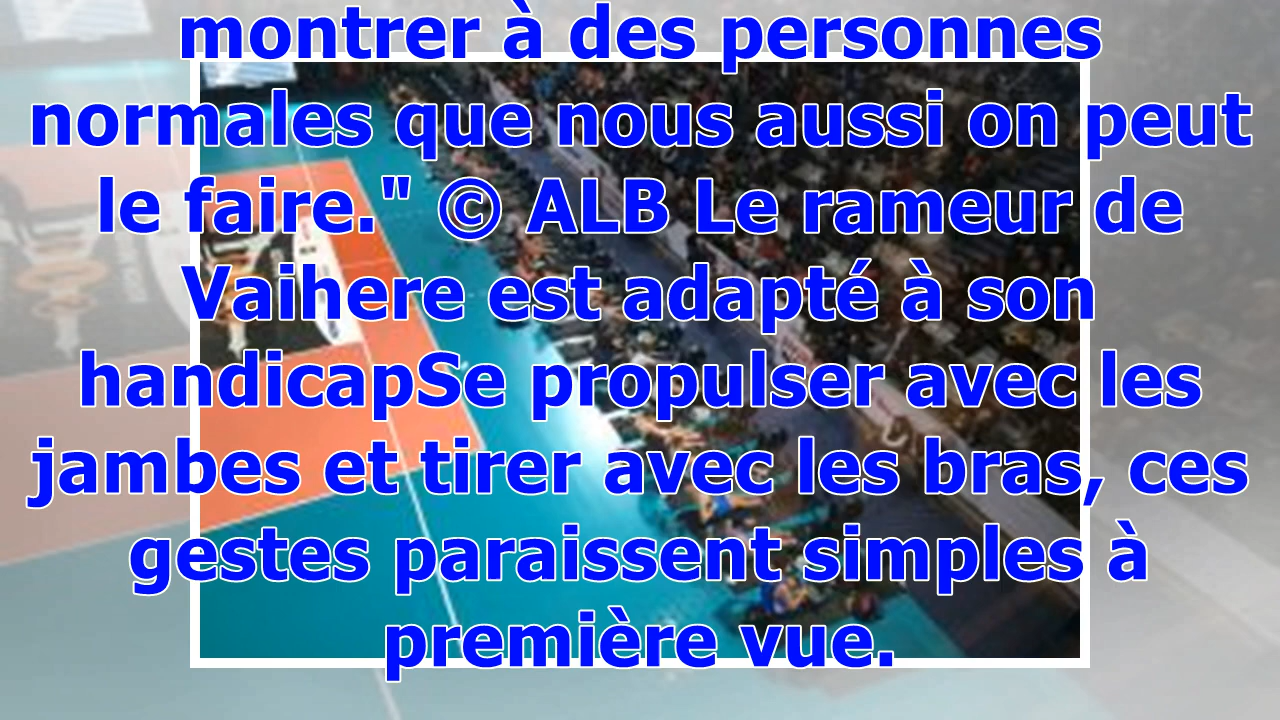 montrer à des personnes
normales que nous aussi on peut
le faire." © ALB Le rameur de
Vaihere est adapté à son
handicapSe propulser avec les
jambes et tirer avec les bras, ces
gestes paraissent simples à
première vue.